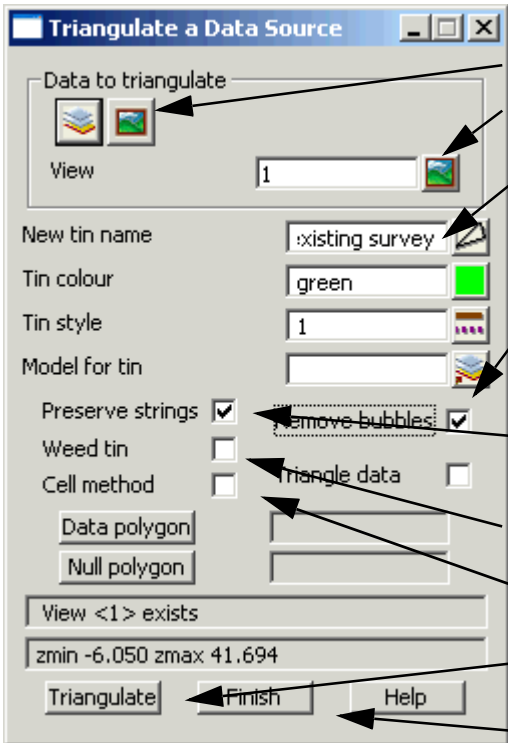 Triangulate a Data Source
Data to triangulate
View 1
New tin name existing survey
Tin colour green
Tin style 1
Model for tin
Preserve strings Remove bubbles
Weed tin
Cell method Triangle data
Data polygon
Null polygon
View <1> exists
zmin -6.050 zmax 41.694
Triangulate Finish Help